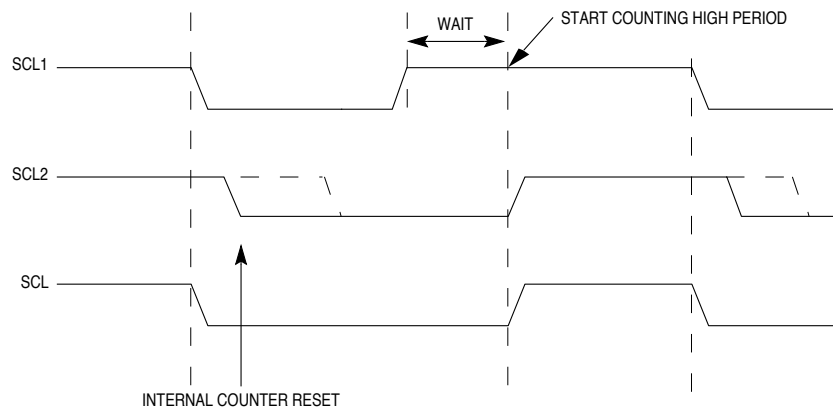 WAIT
START COUNTING HIGH PERIOD
SCL1
SCL2
SCL
INTERNAL COUNTER RESET